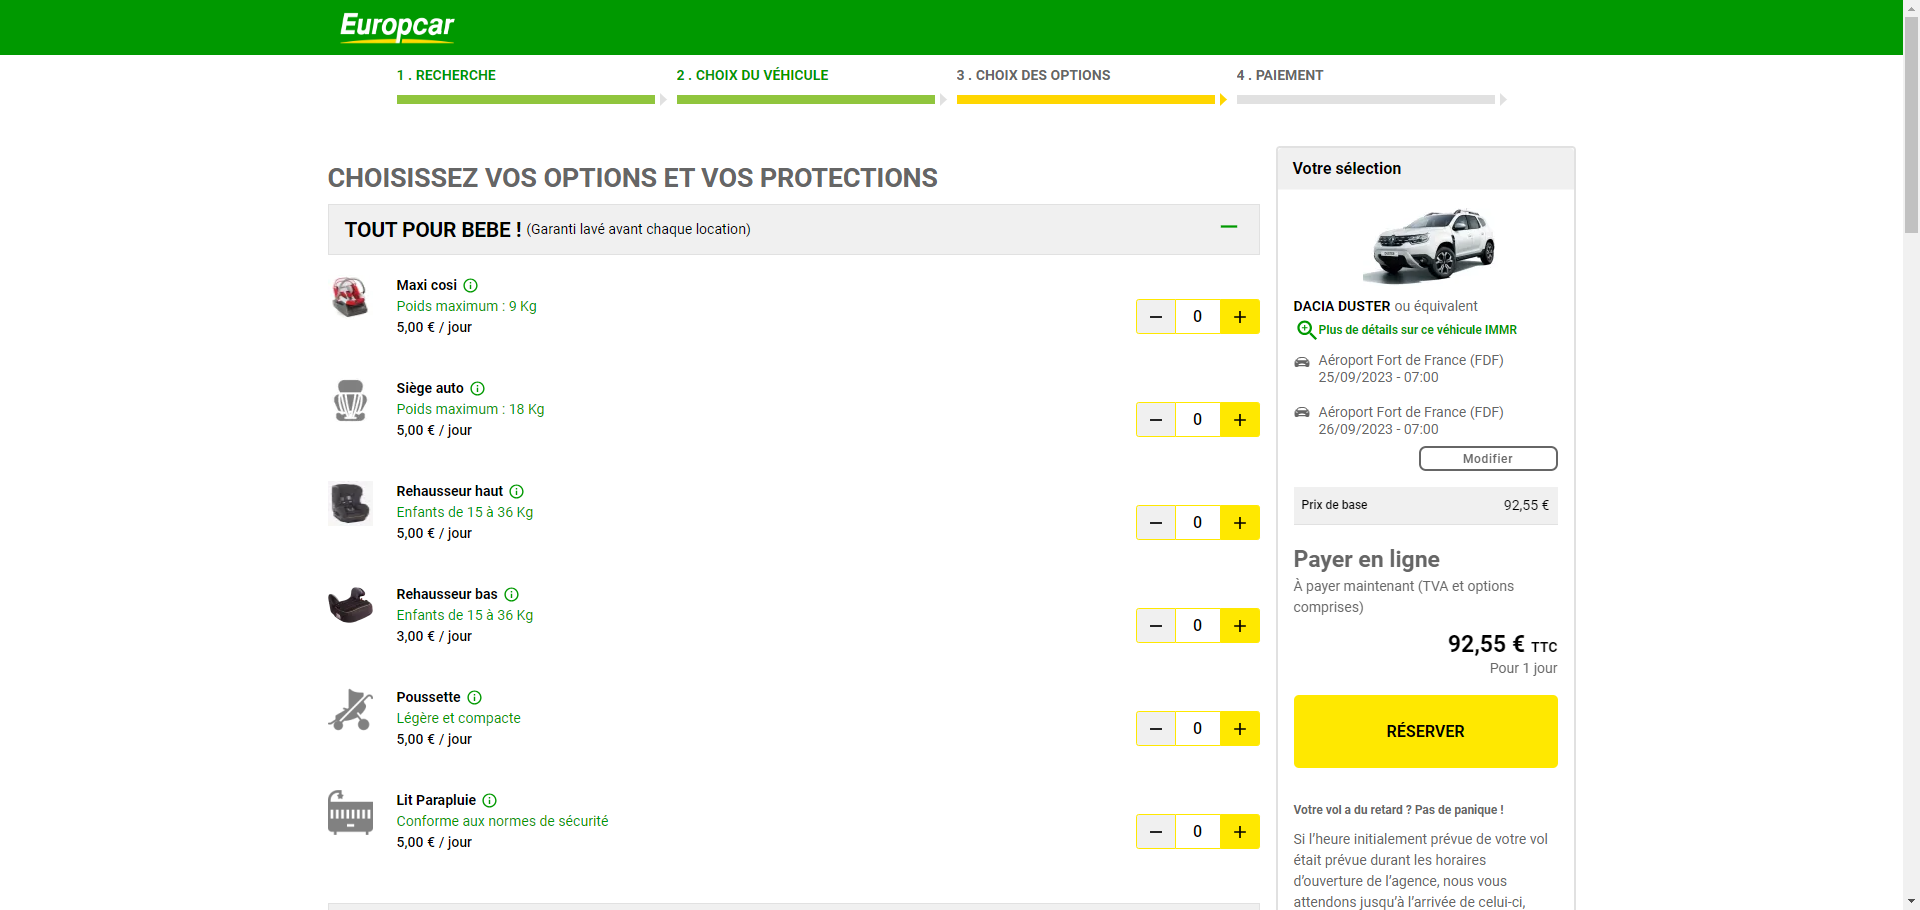 Europcar
1 . RECHERCHE
2 . CHOIX DU VÉHICULE
3 . CHOIX DES OPTIONS
4 . PAIEMENT
CHOISISSEZ VOS OPTIONS ET VOS PROTECTIONS
TOUT POUR BEBE ! (Garanti lavé avant chaque location)
Maxi cosi
Poids maximum : 9 Kg
5,00 € / jour
0
Siège auto
Poids maximum : 18 Kg
5,00 € / jour
0
Rehausseur haut
Enfants de 15 à 36 Kg
5,00 € / jour
0
Rehausseur bas
Enfants de 15 à 36 Kg
3,00 € / jour
0
Poussette
Légère et compacte
5,00 € / jour
0
Lit Parapluie
Conforme aux normes de sécurité
5,00 € / jour
0
Votre sélection
DACIA DUSTER ou équivalent
Plus de détails sur ce véhicule IMMR
Aéroport Fort de France (FDF)
25/09/2023 - 07:00
Aéroport Fort de France (FDF)
26/09/2023 - 07:00
Modifier
Prix de base 92,55 €
Payer en ligne
À payer maintenant (TVA et options
comprises)
92,55 € TTC
Pour 1 jour
RÉSERVER
Votre vol a du retard ? Pas de panique !
Si l’heure initialement prévue de votre vol
était prévue durant les horaires
d’ouverture de l’agence, nous vous
attendons jusqu’à l’arrivée de celui-ci,